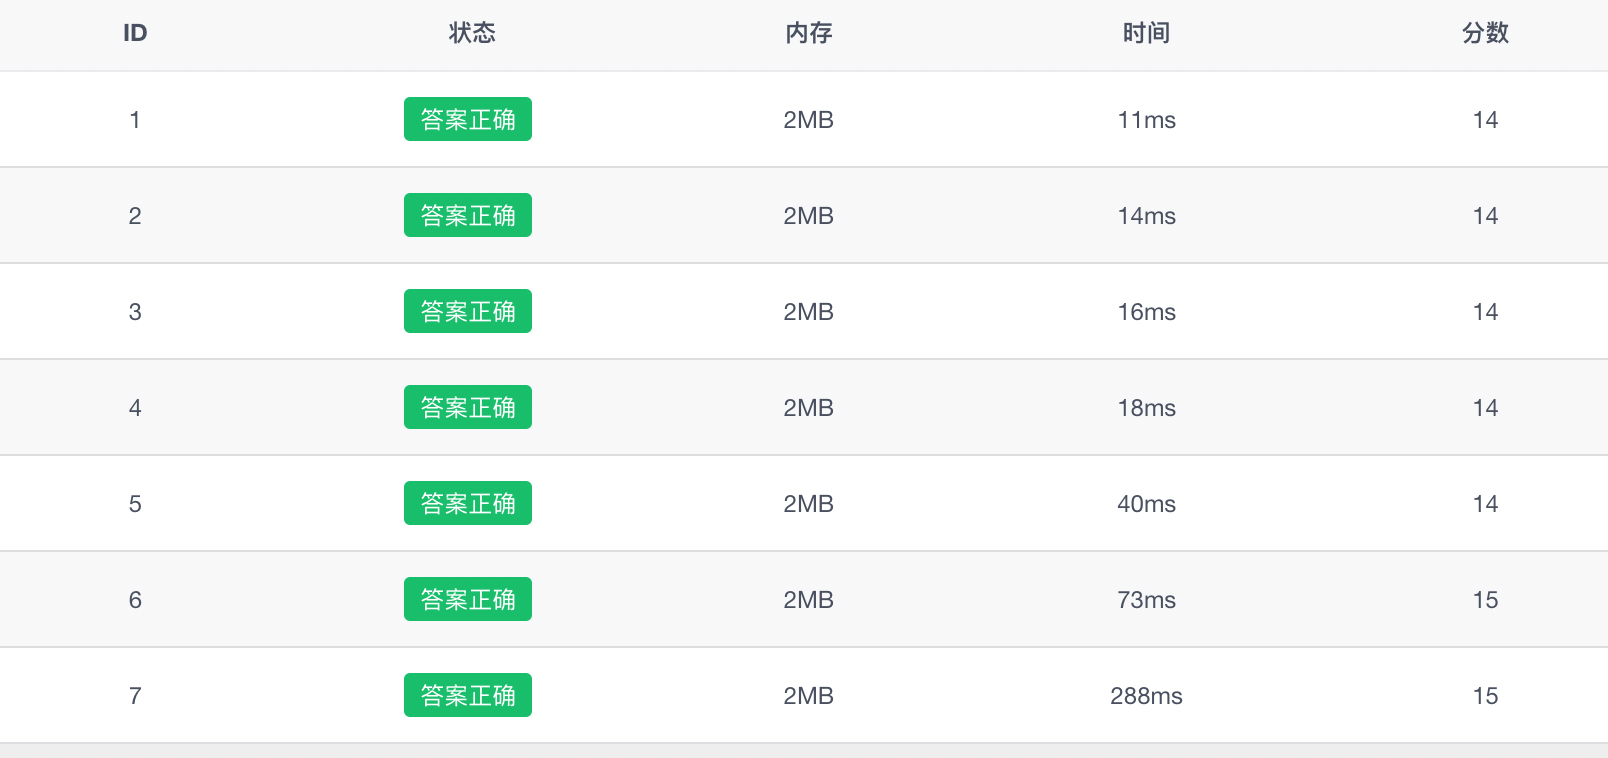 ID 状态 内存 时间 分数
1 答案正确 2MB 11ms 14
2 答案正确 2MB 14ms 14
3 答案正确 2MB 16ms 14
4 答案正确 2MB 18ms 14
5 答案正确 2MB 40ms 14
6 答案正确 2MB 73ms 15
7 答案正确 2MB 288ms 15